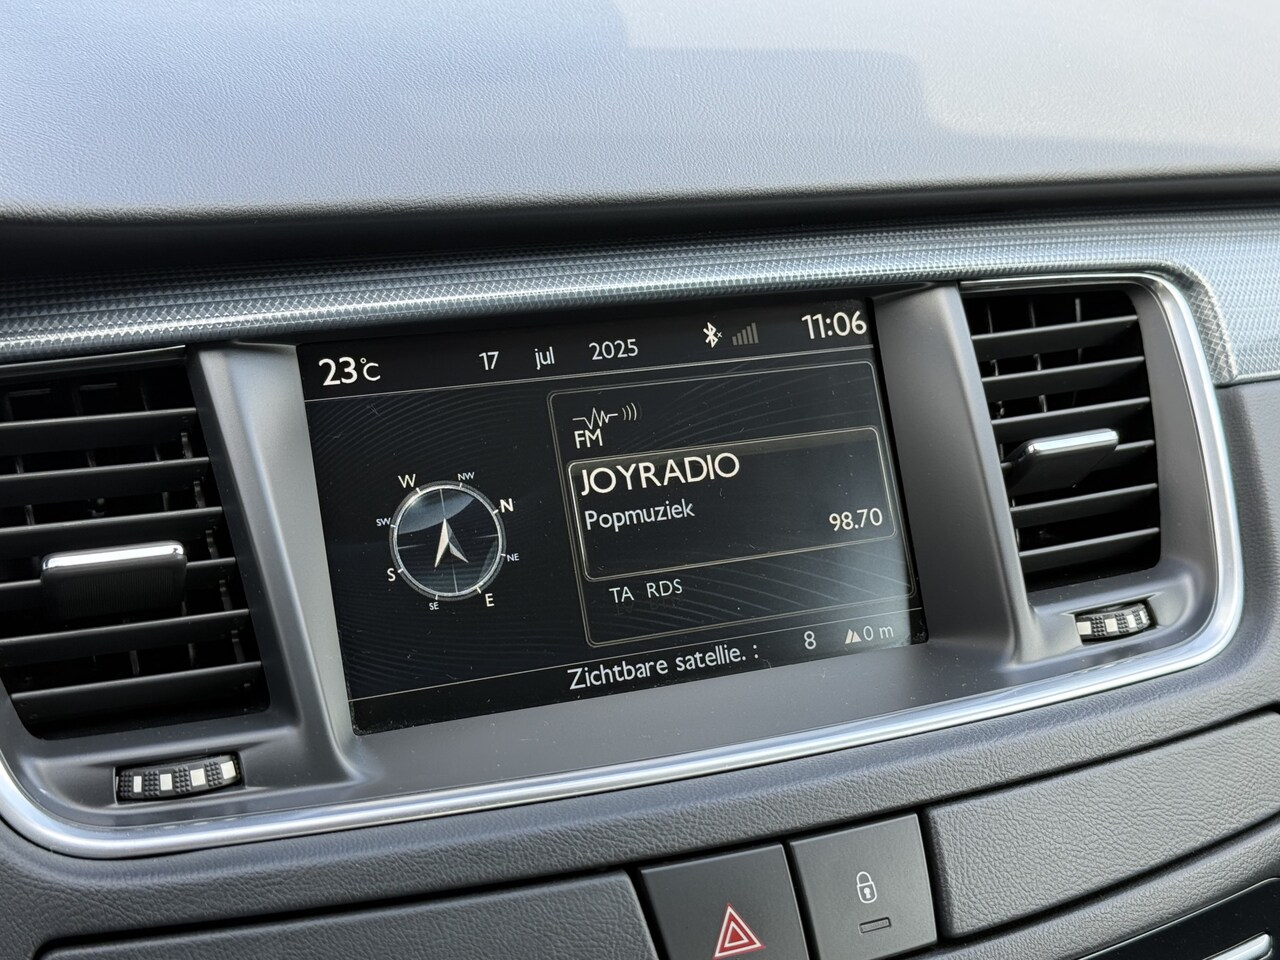 23°C 17 jul 2025 11:06
FM
JOYRADIO
Popmuziek
98.70
TA RDS
W NW N NE E SE S SW
Zichtbare satellie. : 8 0 m